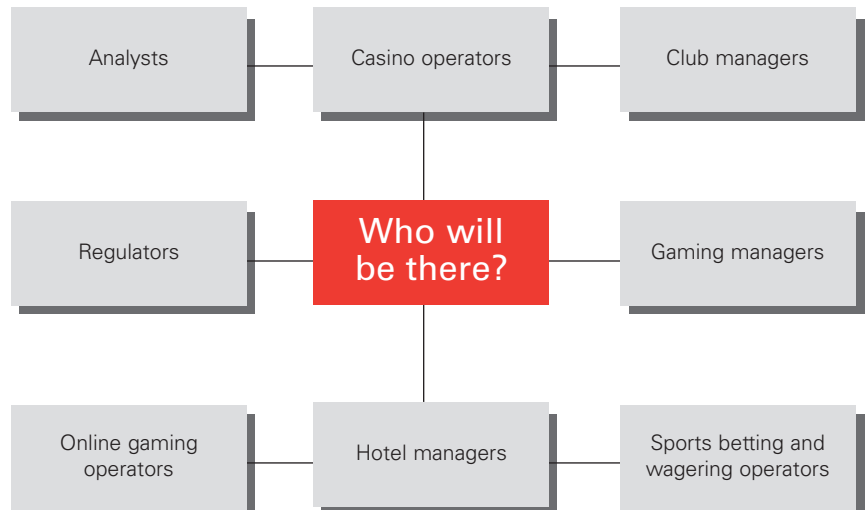 Analysts
Casino operators
Club managers
Regulators
Who will
be there?
Gaming managers
Online gaming
operators
Hotel managers
Sports betting and
wagering operators